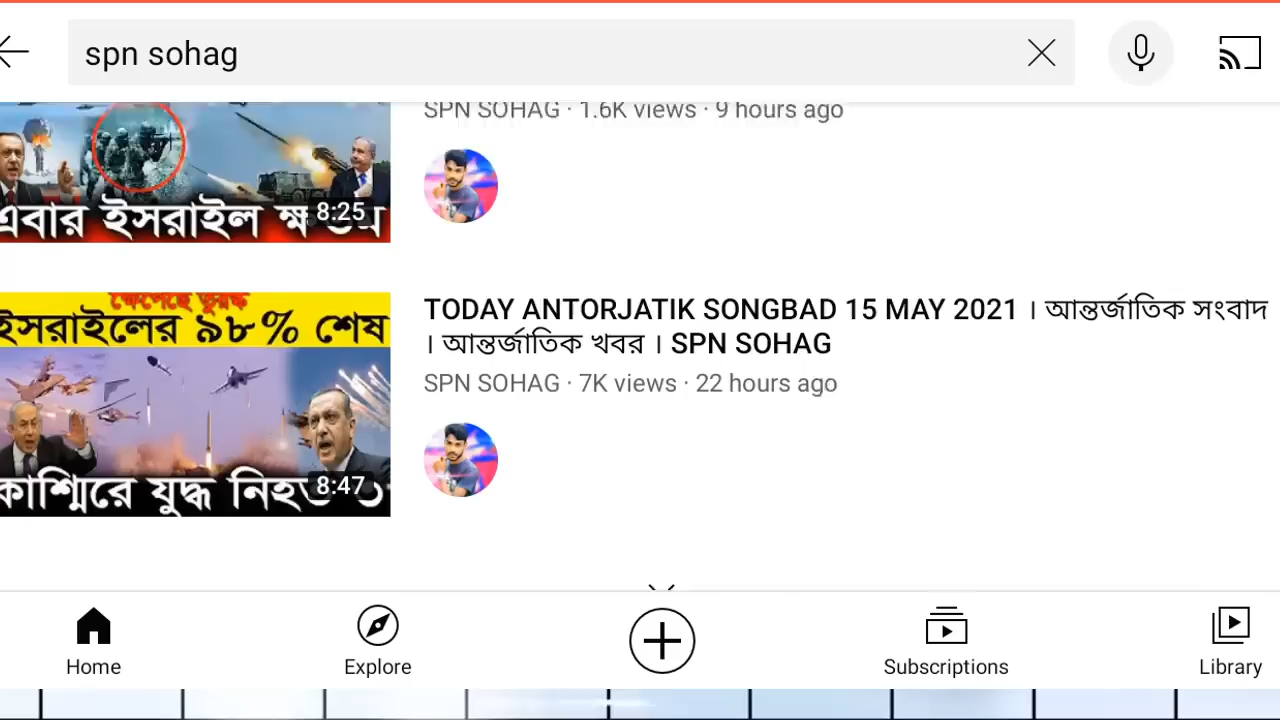 spn sohag
SPN SOHAG · 1.6K views · 9 hours ago
এবার ইসরাইল
8:25
TODAY ANTORJATIK SONGBAD 15 MAY 2021 । আন্তর্জাতিক সংবাদ
। আন্তর্জাতিক খবর । SPN SOHAG
SPN SOHAG · 7K views · 22 hours ago
ক্ষেপেছে তুরস্ক
ইসরাইলের ৯৮% শেষ
কাশ্মিরে যুদ্ধ
8:47
Home
Explore
Subscriptions
Library